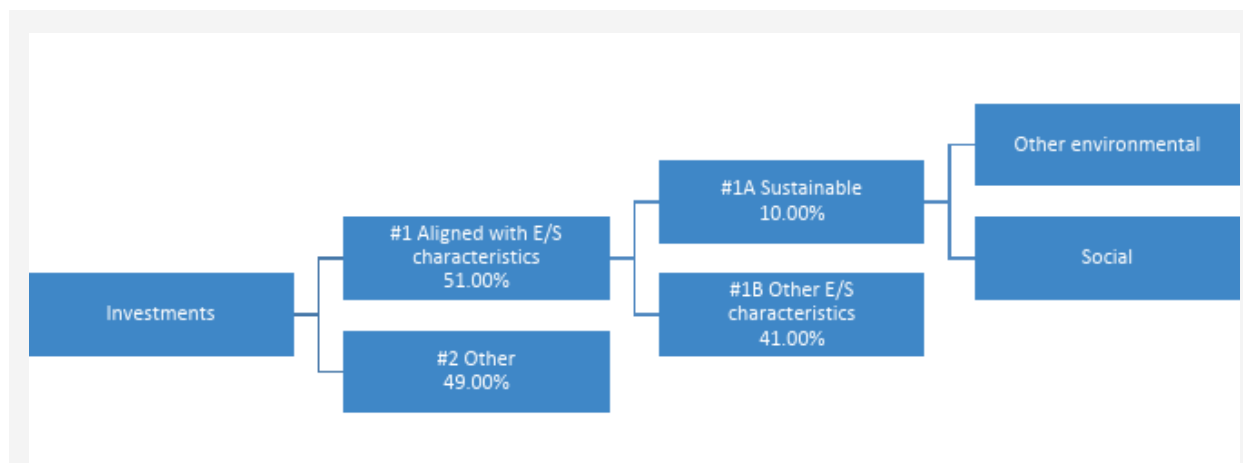 Investments
#1 Aligned with E/S
characteristics
51.00%
#2 Other
49.00%
#1A Sustainable
10.00%
#1B Other E/S
characteristics
41.00%
Other environmental
Social